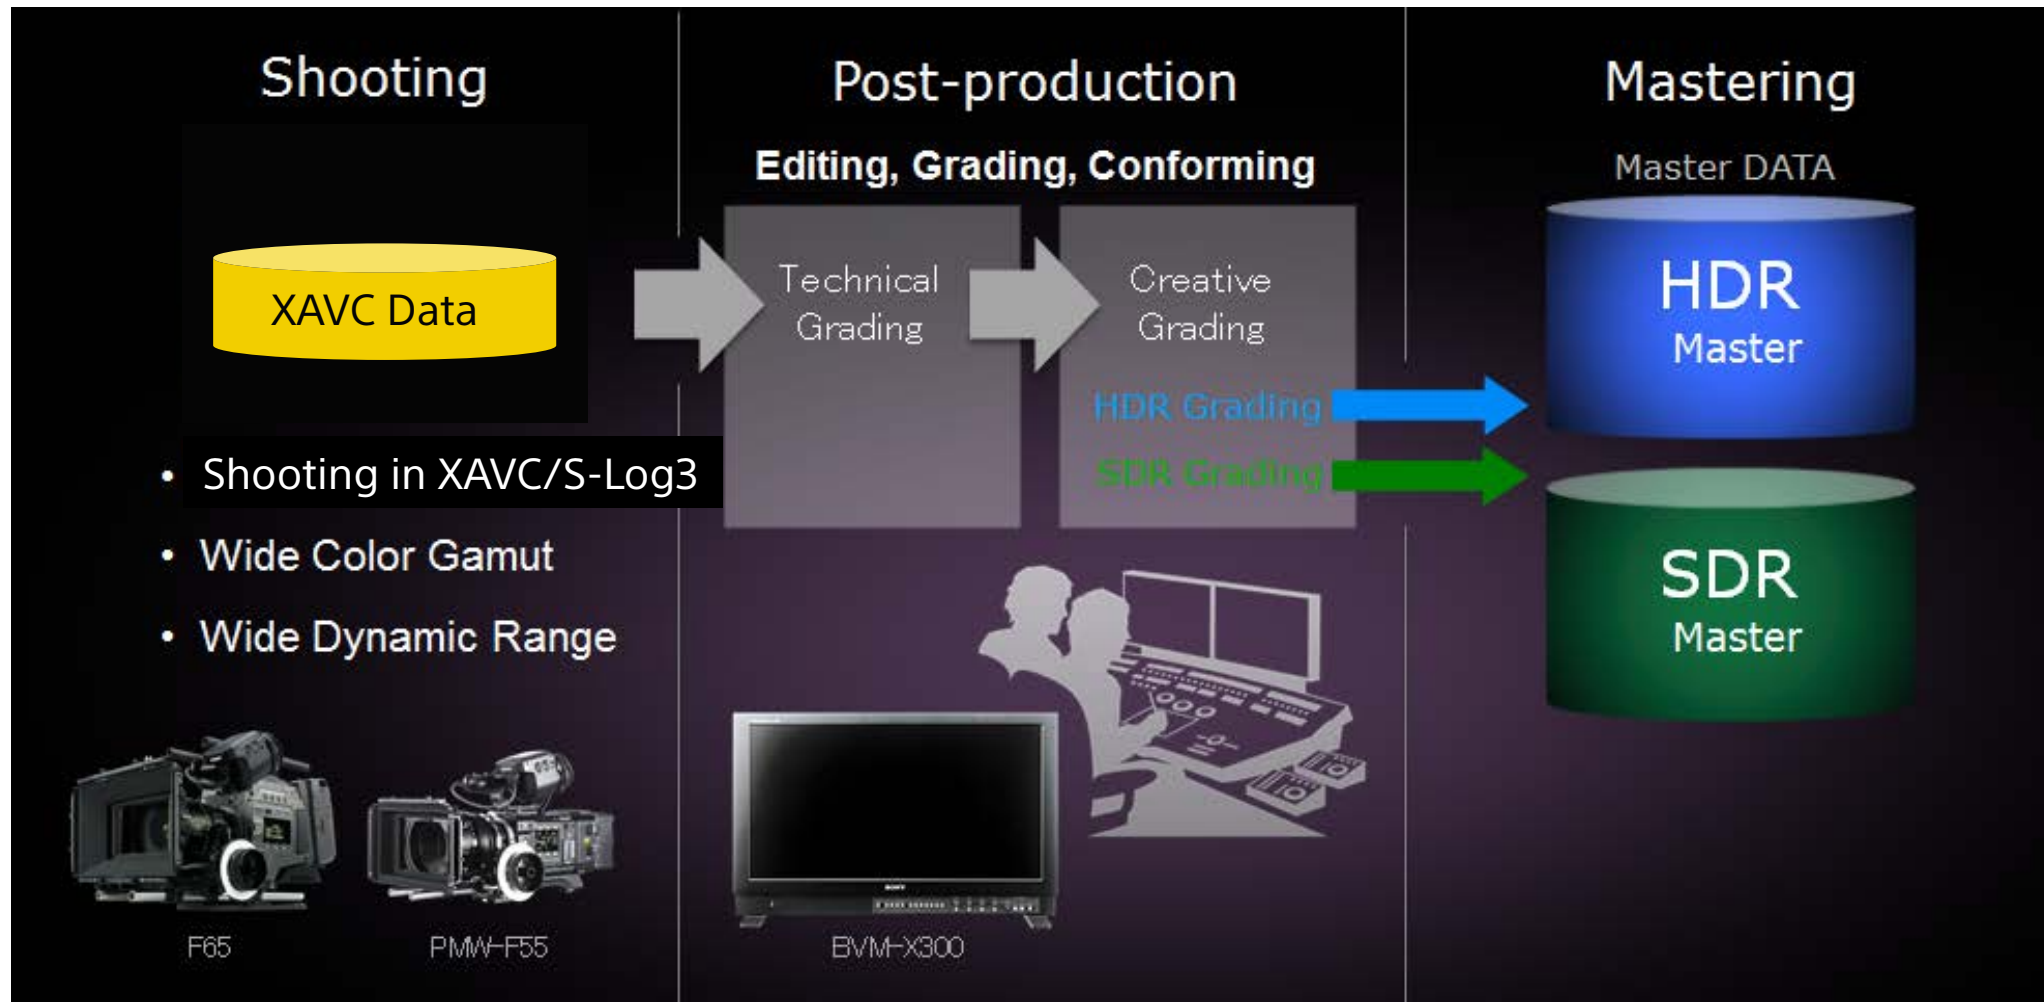 Shooting
XAVC Data
• Shooting in XAVC/S-Log3
• Wide Color Gamut
• Wide Dynamic Range
F65
PMW-F55
Post-production
Editing, Grading, Conforming
Technical
Grading
Creative
Grading
HDR Grading
SDR Grading
SONY
BVM-X300
Mastering
Master DATA
HDR
Master
SDR
Master